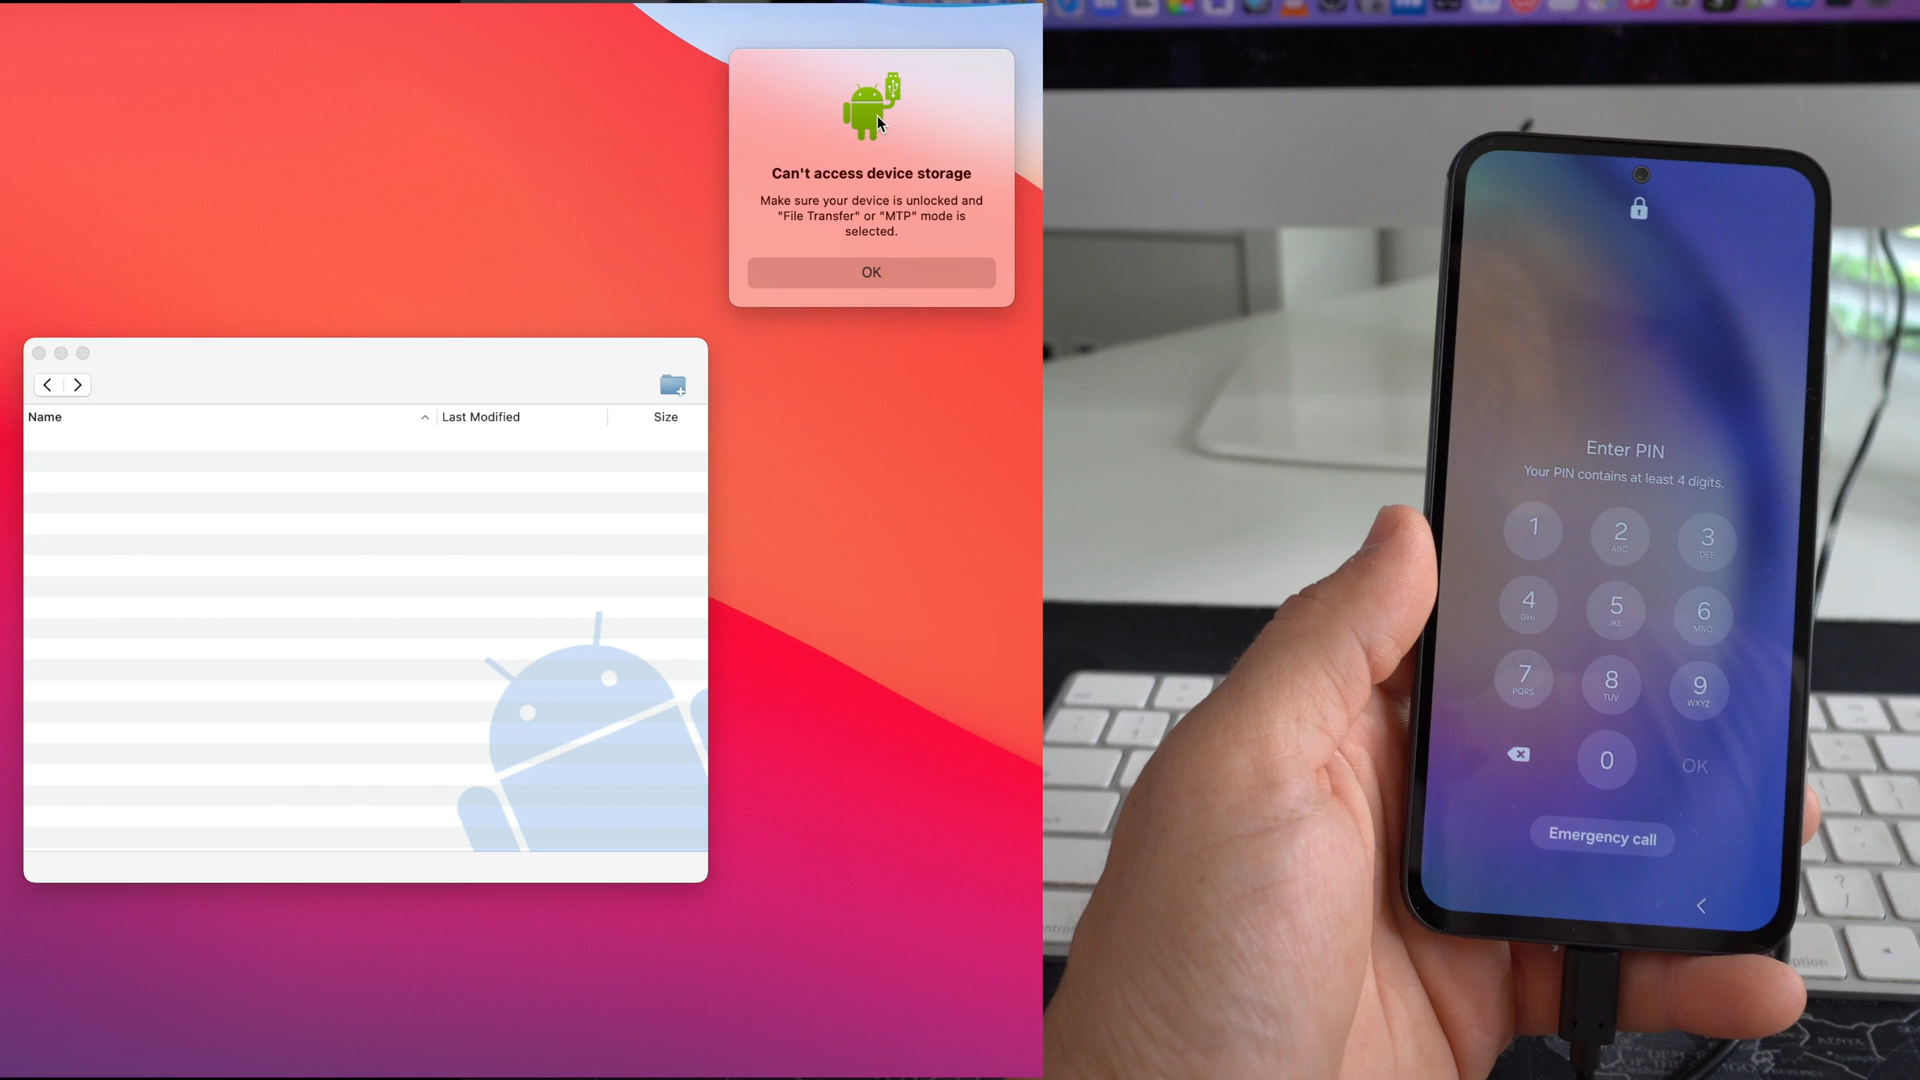 Can't access device storage
Make sure your device is unlocked and
"File Transfer" or "MTP" mode is
selected.
OK
Name
Last Modified
Size
Enter PIN
Your PIN contains at least 4 digits.
1
2
ABC
3
DEF
4
GHI
5
JKL
6
MNO
7
PQRS
8
TUV
9
WXYZ
0
OK
Emergency call
option